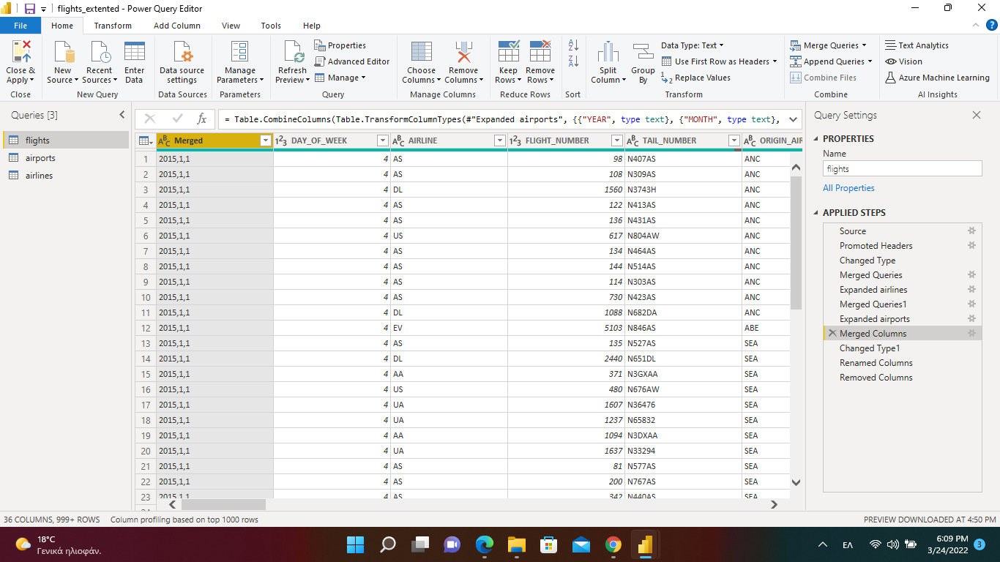 flights_extented - Power Query Editor
File Home Transform Add Column View Tools Help
Close & Apply
Close
New Source
Recent Sources
Enter Data
New Query
Data source settings
Data Sources
Manage Parameters
Parameters
Refresh Preview
Properties
Advanced Editor
Manage
Query
Choose Columns
Remove Columns
Manage Columns
Keep Rows
Remove Rows
Reduce Rows
Sort
Split Column
Group By
Data Type: Text
Use First Row as Headers
Replace Values
Transform
Merge Queries
Append Queries
Combine Files
Combine
Text Analytics
Vision
Azure Machine Learning
AI Insights
Queries [3]
flights
airports
airlines
= Table.CombineColumns(Table.TransformColumnTypes(#"Expanded airports", {{"YEAR", type text}, {"MONTH", type text},
Merged DAY_OF_WEEK AIRLINE FLIGHT_NUMBER TAIL_NUMBER ORIGIN_AIR
1 2015,1,1 4 AS 98 N407AS ANC
2 2015,1,1 4 AS 108 N309AS ANC
3 2015,1,1 4 DL 1560 N3743H ANC
4 2015,1,1 4 AS 122 N413AS ANC
5 2015,1,1 4 AS 136 N431AS ANC
6 2015,1,1 4 US 617 N804AW ANC
7 2015,1,1 4 AS 134 N464AS ANC
8 2015,1,1 4 AS 144 N514AS ANC
9 2015,1,1 4 AS 114 N303AS ANC
10 2015,1,1 4 AS 730 N423AS ANC
11 2015,1,1 4 DL 1088 N682DA ANC
12 2015,1,1 4 EV 5103 N846AS ABE
13 2015,1,1 4 AS 135 N527AS SEA
14 2015,1,1 4 DL 2440 N651DL SEA
15 2015,1,1 4 AA 371 N3GXAA SEA
16 2015,1,1 4 US 480 N676AW SEA
17 2015,1,1 4 UA 1607 N36476 SEA
18 2015,1,1 4 UA 1237 N65832 SEA
19 2015,1,1 4 AA 1094 N3DXAA SEA
20 2015,1,1 4 UA 1637 N33294 SEA
21 2015,1,1 4 AS 81 N577AS SEA
22 2015,1,1 4 AS 200 N767AS SEA
23 2015,1,1 4 AS 342 N440AS SEA
Query Settings
PROPERTIES
Name
flights
All Properties
APPLIED STEPS
Source
Promoted Headers
Changed Type
Merged Queries
Expanded airlines
Merged Queries1
Expanded airports
Merged Columns
Changed Type1
Renamed Columns
Removed Columns
36 COLUMNS, 999+ ROWS Column profiling based on top 1000 rows
PREVIEW DOWNLOADED AT 4:50 PM
18°C
Γενικά ηλιοφάν.
ΕΛ
6:09 PM
3/24/2022
3